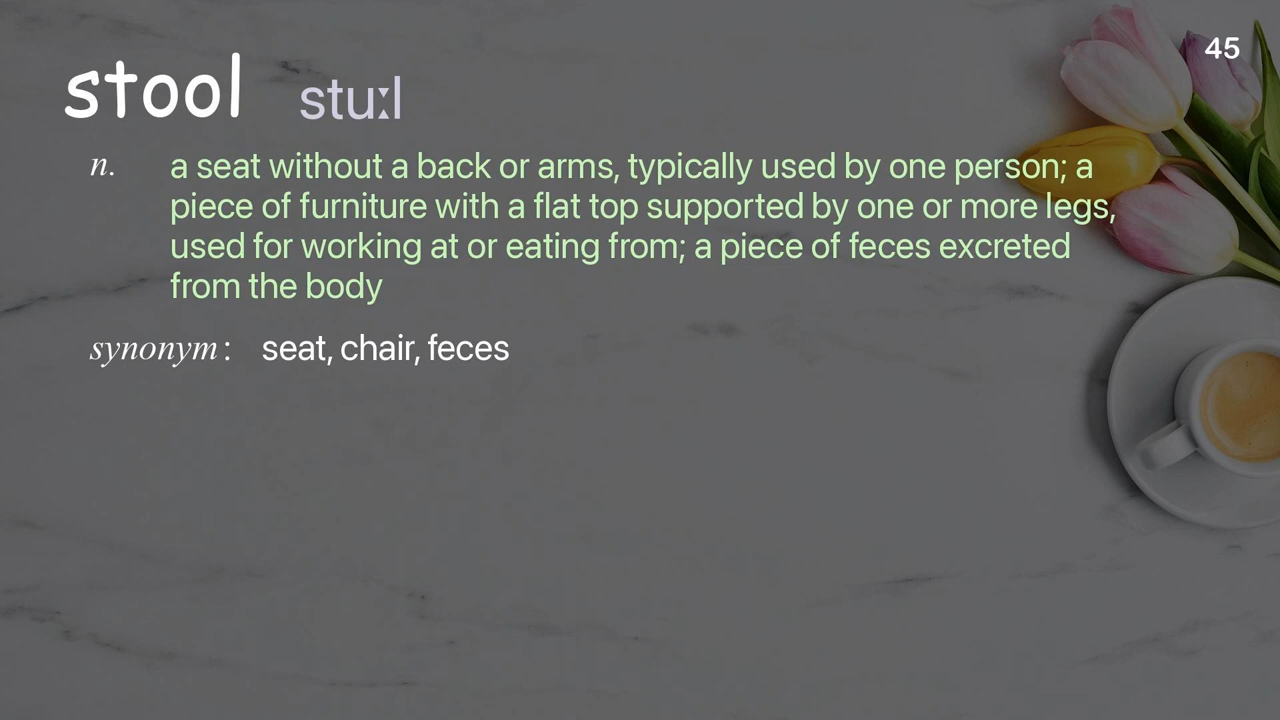 45
stool stuːl
n. a seat without a back or arms, typically used by one person; a
piece of furniture with a flat top supported by one or more legs,
used for working at or eating from; a piece of feces excreted
from the body
synonym: seat, chair, feces